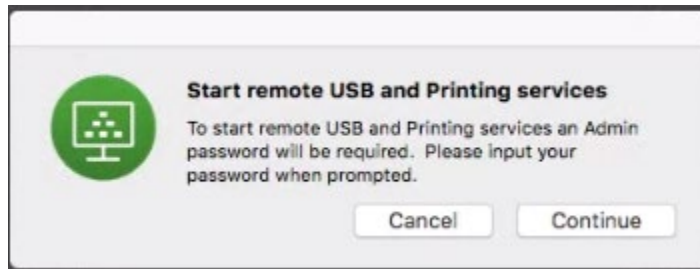 Start remote USB and Printing services
To start remote USB and Printing services an Admin
password will be required. Please input your
password when prompted.
Cancel
Continue